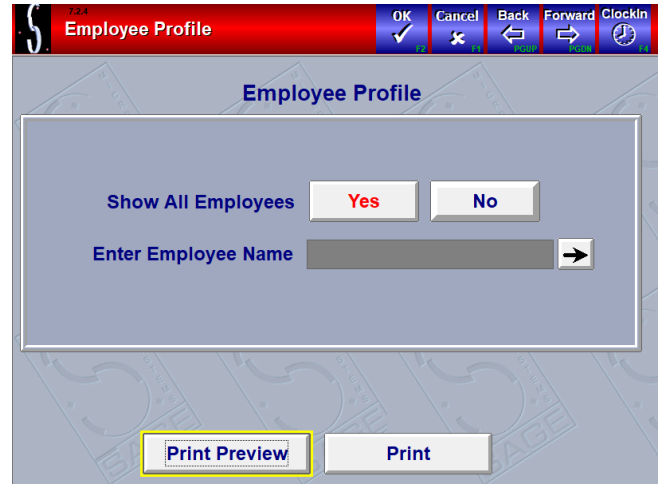 7.2.4
Employee Profile
OK
F2
Cancel
F1
Back
PGUP
Forward
PGDN
ClockIn
F4
Employee Profile
Show All Employees
Yes
No
Enter Employee Name
Print Preview
Print
SAGE